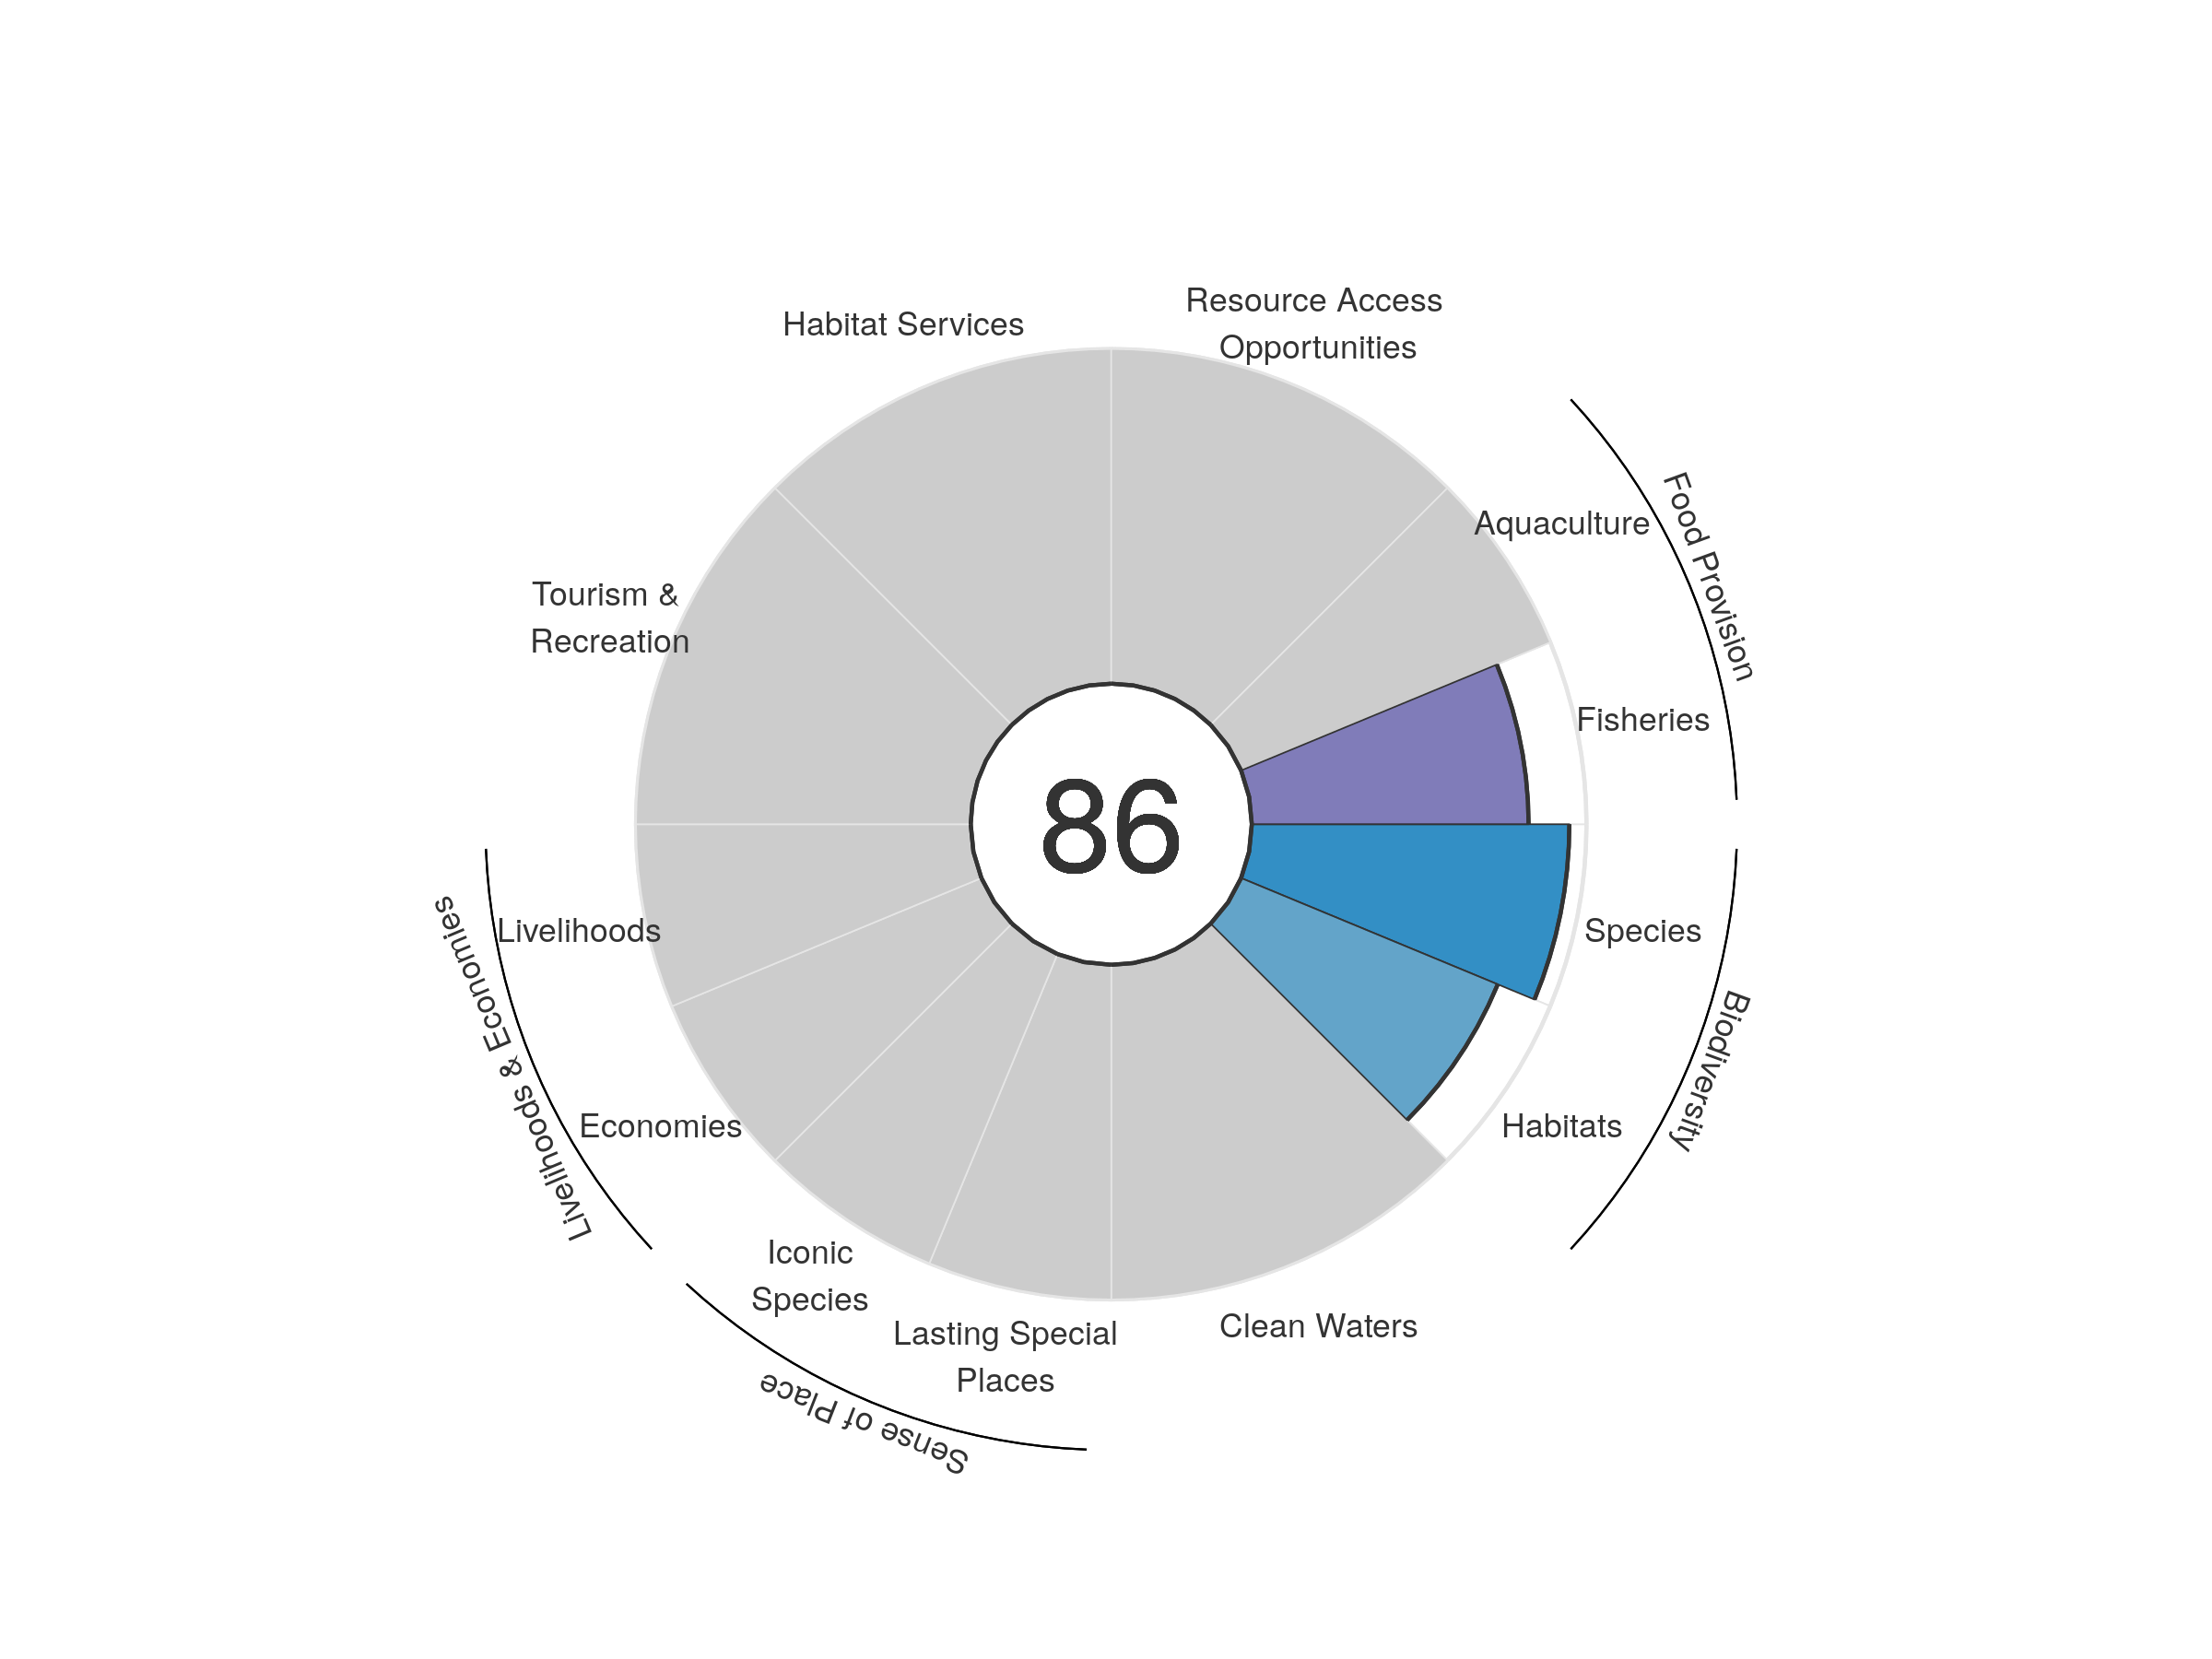 Resource Access
Opportunities
Habitat Services
Aquaculture
Food Provision
Tourism &
Recreation
Fisheries
86
Livelihoods
Species
Livelihoods & Economies
Biodiversity
Economies
Habitats
Iconic
Species
Lasting Special
Places
Clean Waters
Sense of Place